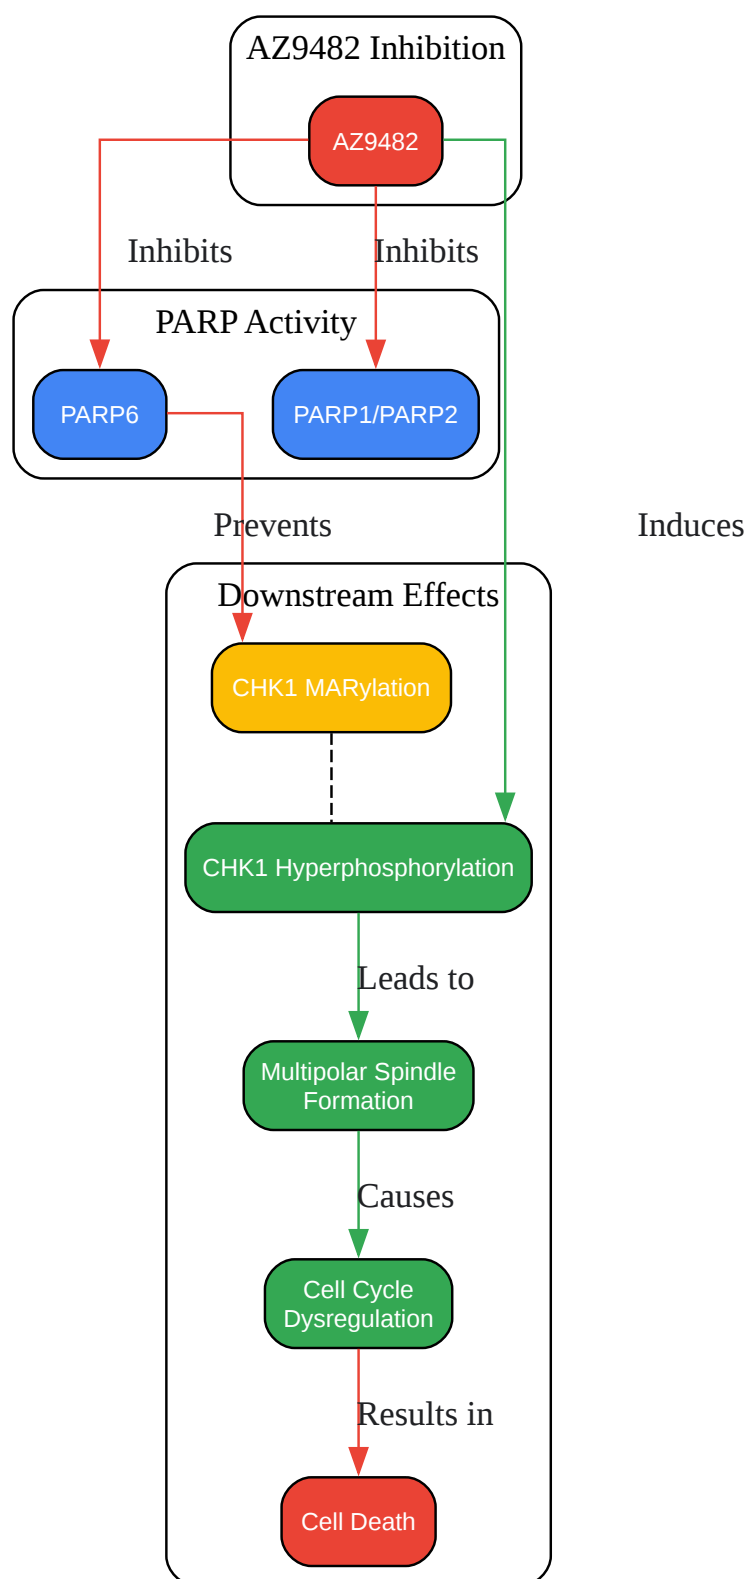 AZ9482 Inhibition
AZ9482
Inhibits
Inhibits
PARP Activity
PARP6
PARP1/PARP2
Prevents
Induces
Downstream Effects
CHK1 MARylation
CHK1 Hyperphosphorylation
Leads to
Multipolar Spindle
Formation
Causes
Cell Cycle
Dysregulation
Results in
Cell Death